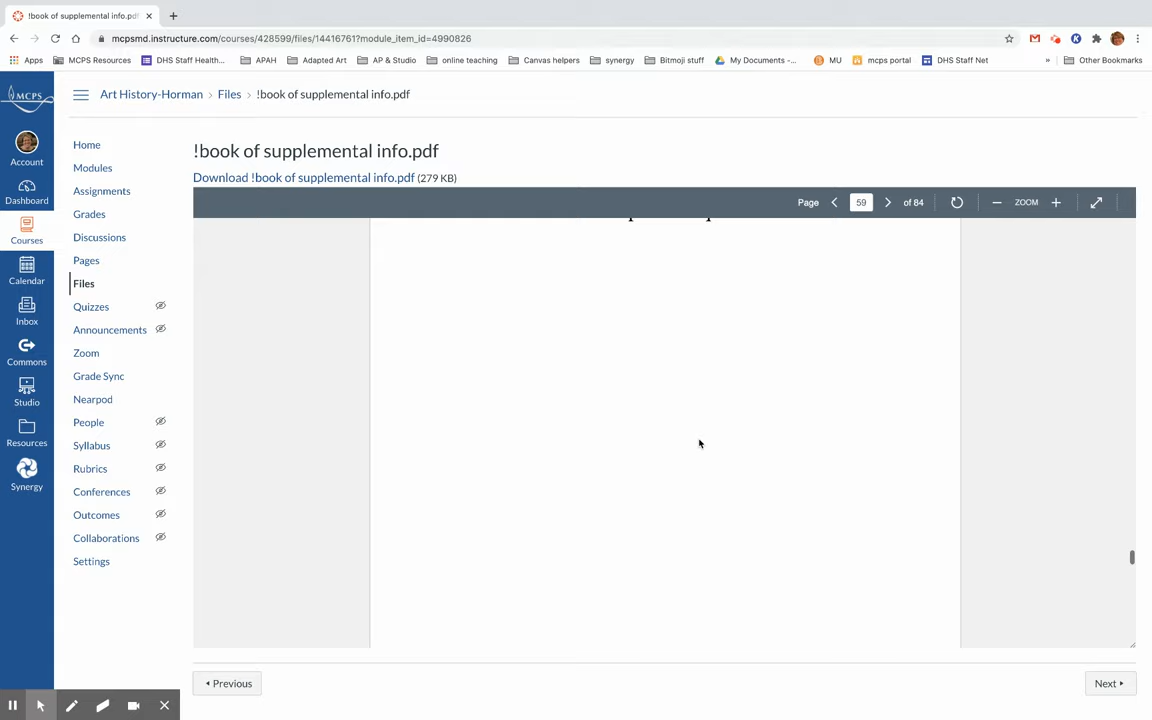 !book of supplemental info.pdf
mcpsmd.instructure.com/courses/428599/files/14416761?module_item_id=4990826
Apps
MCPS Resources
DHS Staff Health...
APAH
Adapted Art
AP & Studio
online teaching
Canvas helpers
synergy
Bitmoji stuff
My Documents -...
MU
mcps portal
DHS Staff Net
»
Other Bookmarks
MCPS
Art History-Horman › Files › !book of supplemental info.pdf
Account
Dashboard
Courses
Calendar
Inbox
Commons
Studio
Resources
Synergy
Home
Modules
Assignments
Grades
Discussions
Pages
Files
Quizzes
Announcements
Zoom
Grade Sync
Nearpod
People
Syllabus
Rubrics
Conferences
Outcomes
Collaborations
Settings
!book of supplemental info.pdf
Download !book of supplemental info.pdf (279 KB)
Page 59 of 84 ZOOM
Previous
Next